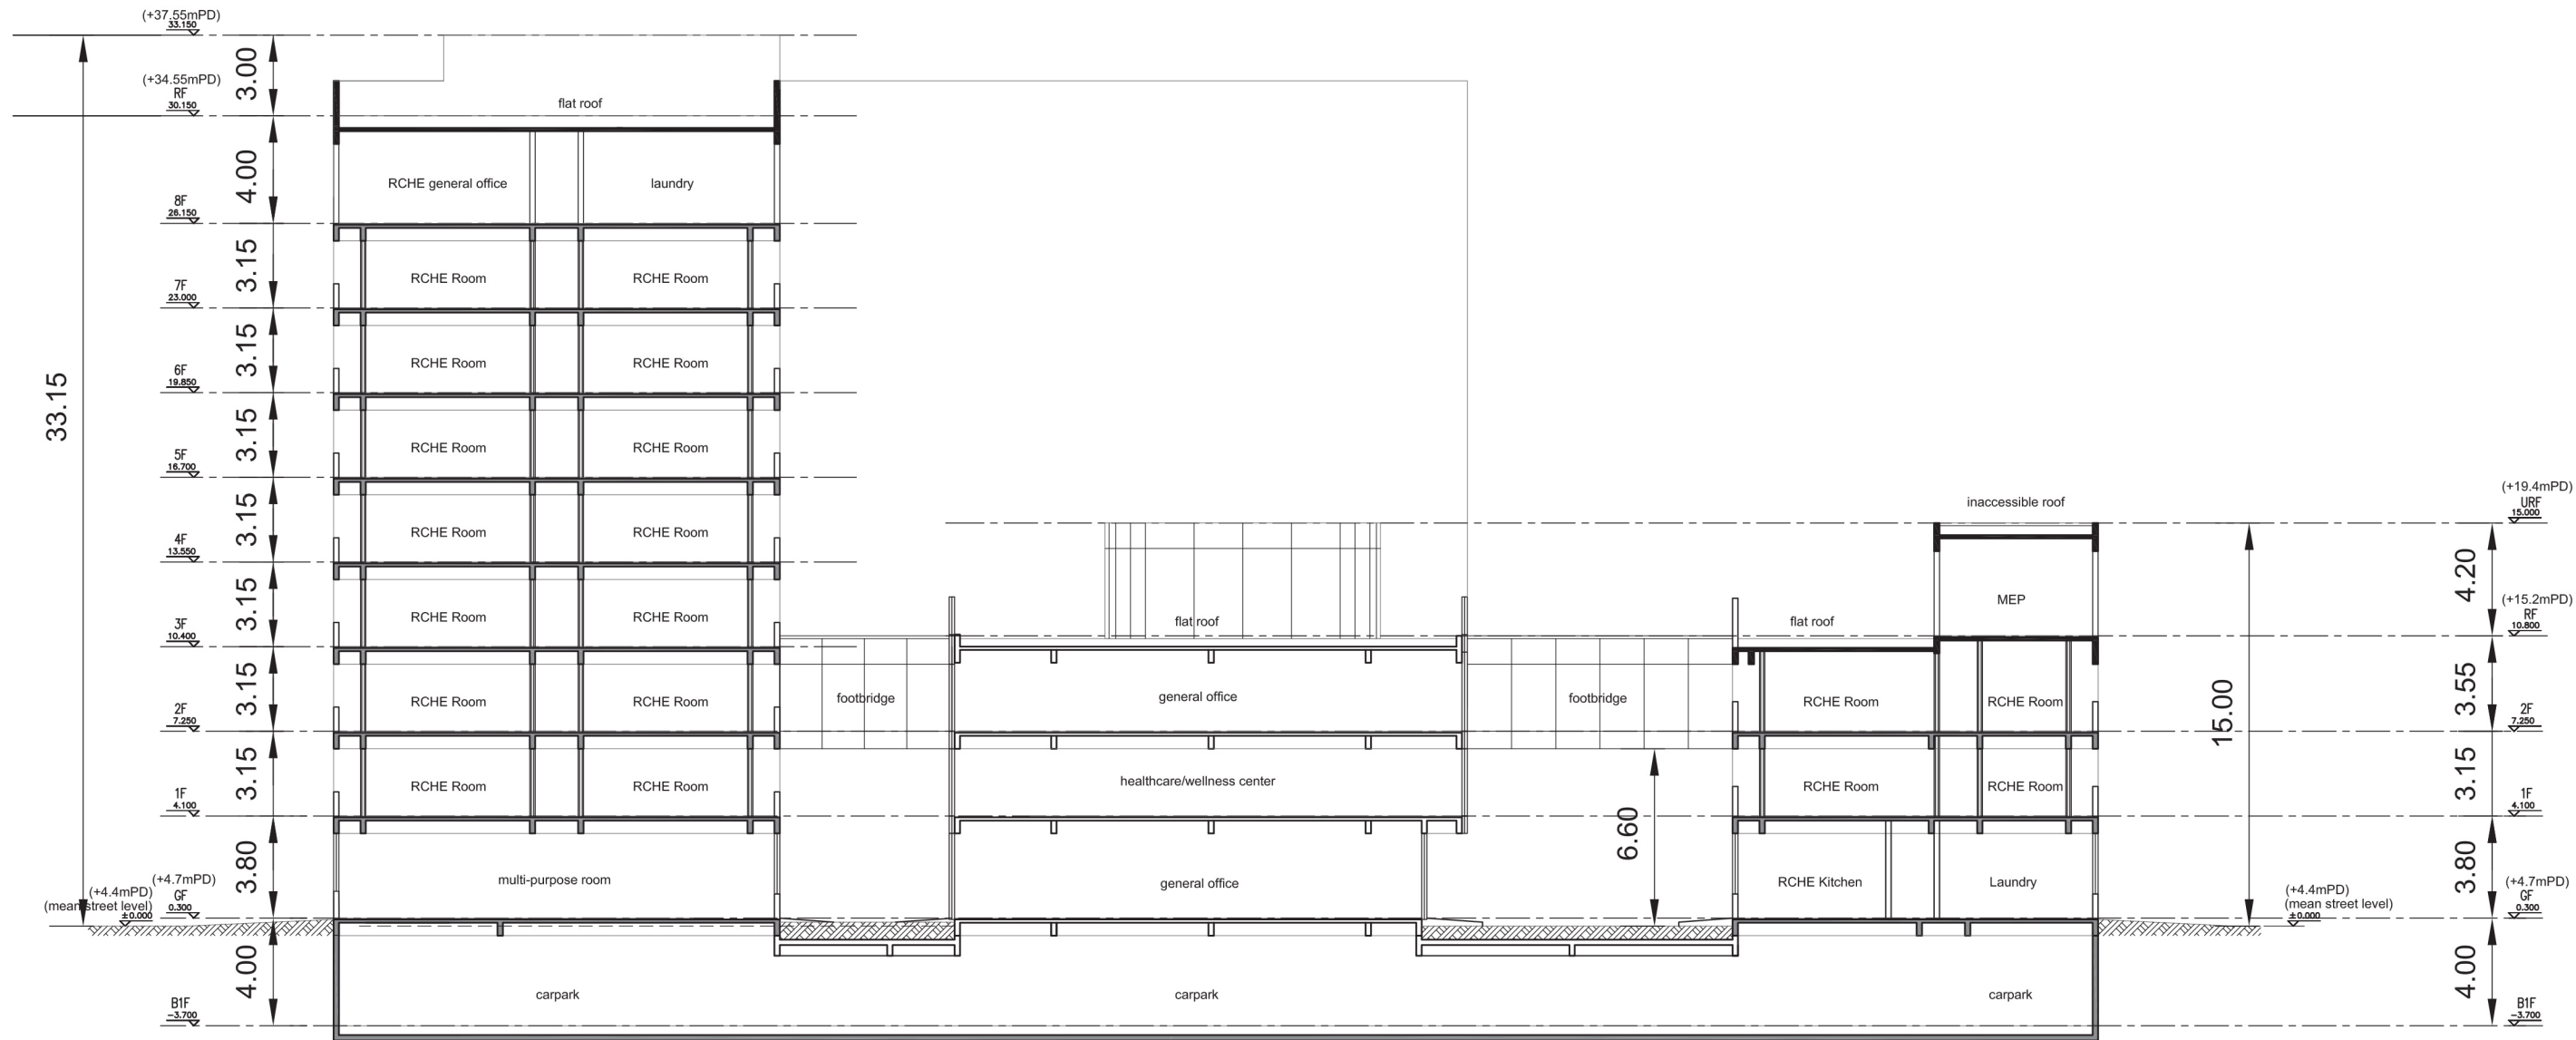 (+37.55mPD)
33.150
3.00
(+34.55mPD)
RF
30.150
flat roof
4.00
RCHE general office
laundry
8F
26.150
3.15
RCHE Room
RCHE Room
7F
23.000
3.15
RCHE Room
RCHE Room
6F
19.850
33.15
3.15
RCHE Room
RCHE Room
5F
16.700
3.15
RCHE Room
RCHE Room
4F
13.550
3.15
RCHE Room
RCHE Room
3F
10.400
3.15
RCHE Room
RCHE Room
2F
7.250
3.15
RCHE Room
RCHE Room
1F
4.100
3.80
multi-purpose room
(+4.7mPD)
GF
0.300
(+4.4mPD)
(mean street level)
±0.000
4.00
carpark
B1F
-3.700
flat roof
footbridge
general office
footbridge
healthcare/wellness center
6.60
general office
carpark
inaccessible roof
MEP
flat roof
RCHE Room
RCHE Room
RCHE Room
RCHE Room
RCHE Kitchen
Laundry
carpark
15.00
(+19.4mPD)
URF
15.000
4.20
(+15.2mPD)
RF
10.800
3.55
2F
7.250
3.15
1F
4.100
3.80
(+4.7mPD)
GF
0.300
(+4.4mPD)
(mean street level)
±0.000
4.00
B1F
-3.700